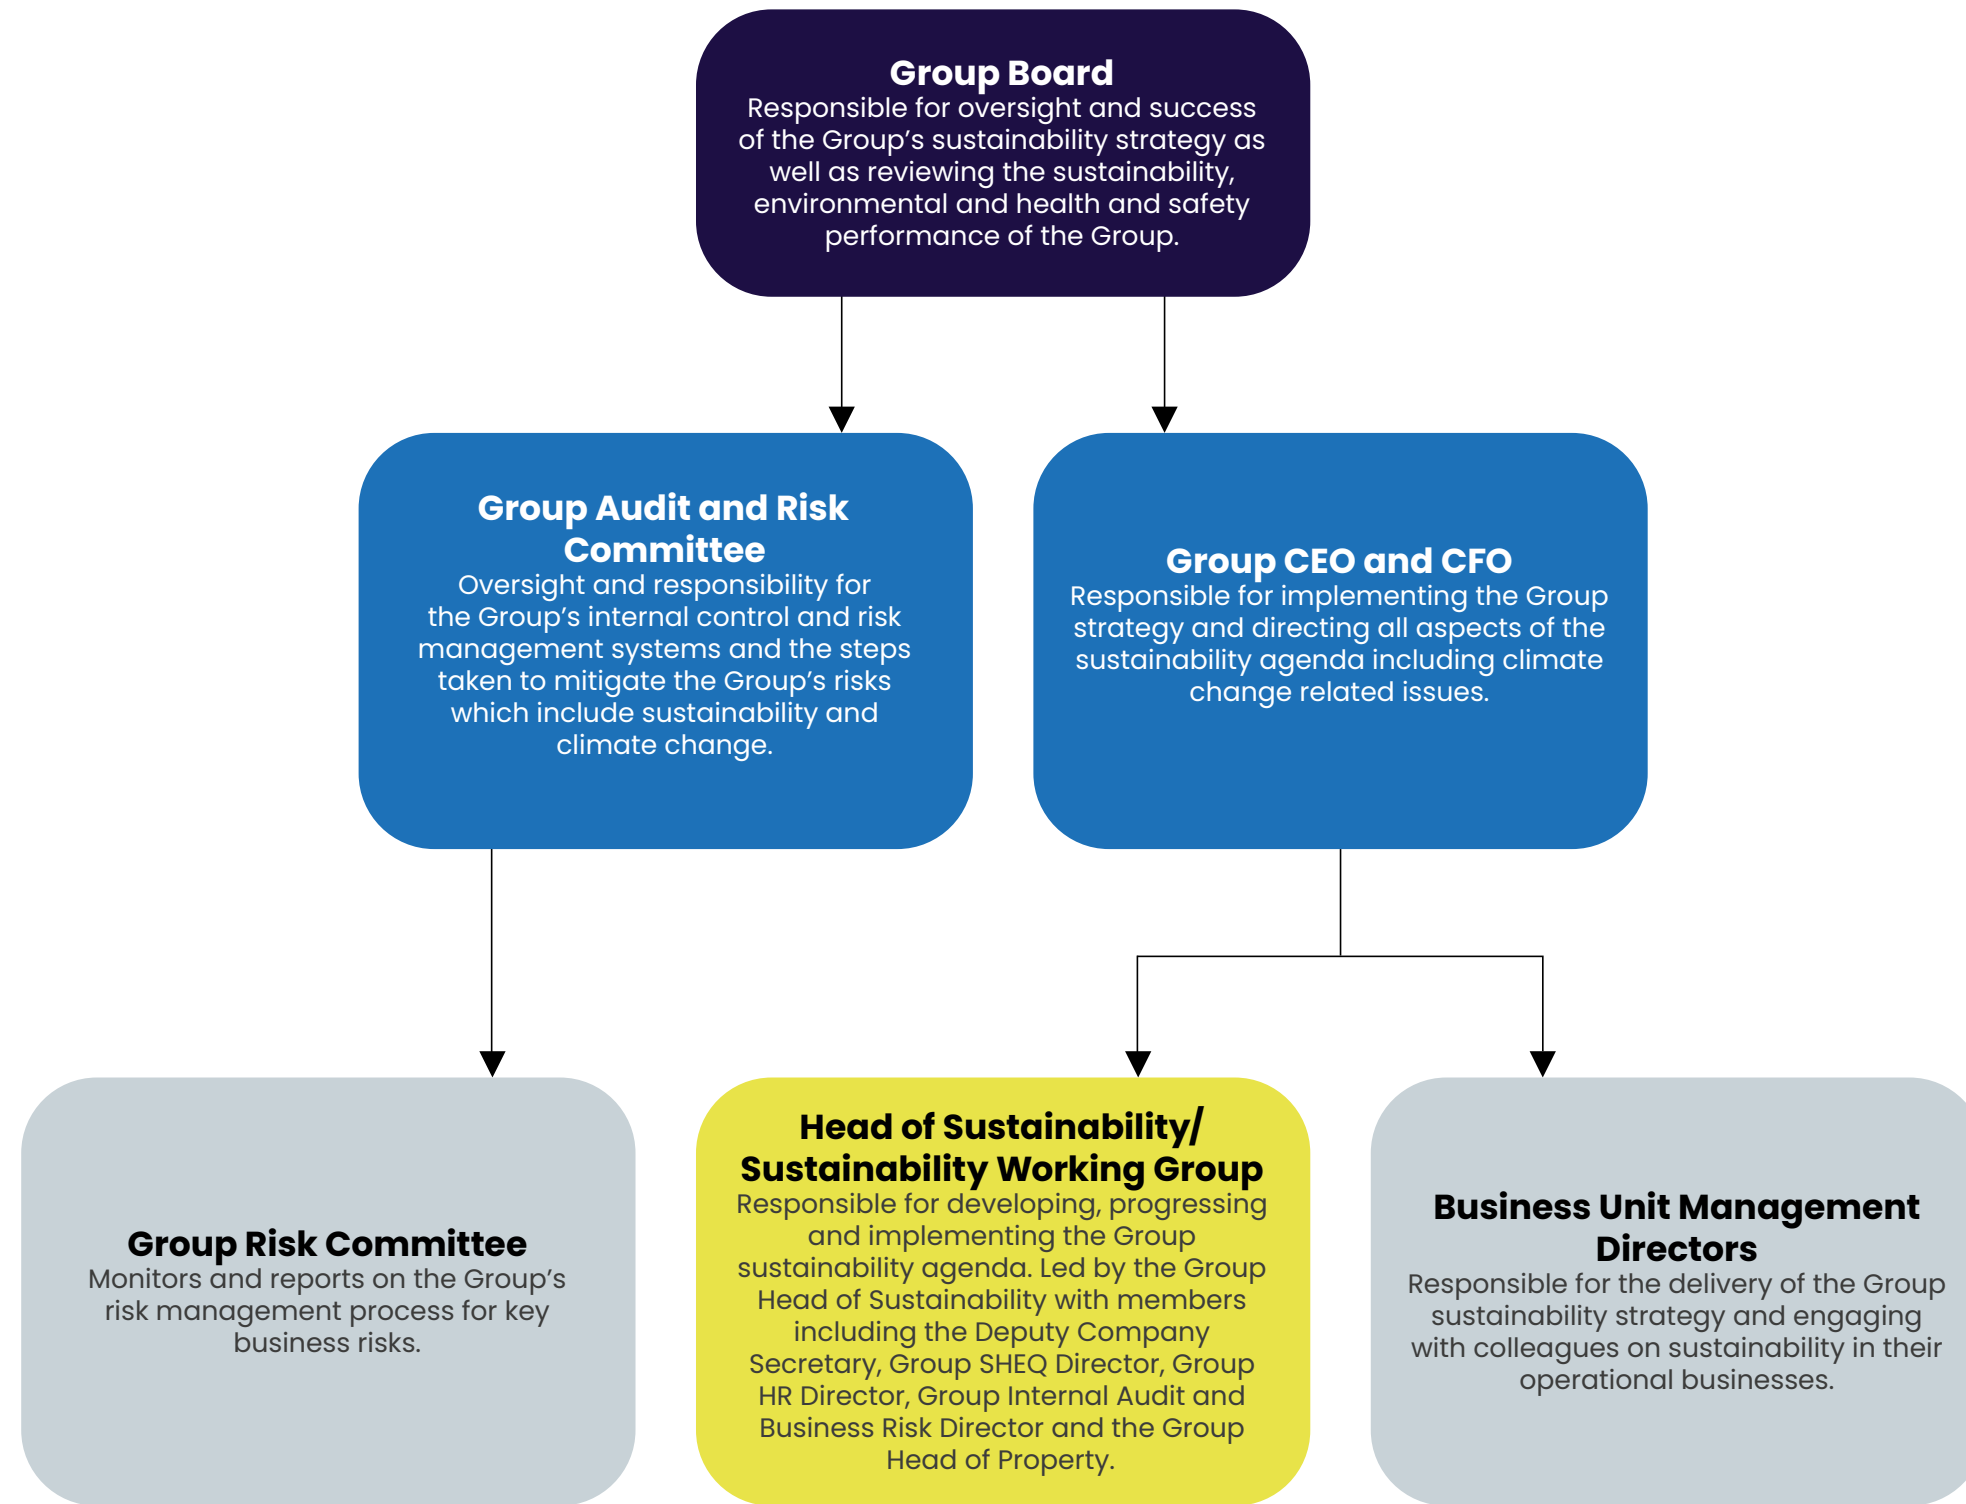 Group Board
Responsible for oversight and success
of the Group’s sustainability strategy as
well as reviewing the sustainability,
environmental and health and safety
performance of the Group.
Group Audit and Risk
Committee
Oversight and responsibility for
the Group’s internal control and risk
management systems and the steps
taken to mitigate the Group’s risks
which include sustainability and
climate change.
Group CEO and CFO
Responsible for implementing the Group
strategy and directing all aspects of the
sustainability agenda including climate
change related issues.
Group Risk Committee
Monitors and reports on the Group’s
risk management process for key
business risks.
Head of Sustainability/
Sustainability Working Group
Responsible for developing, progressing
and implementing the Group
sustainability agenda. Led by the Group
Head of Sustainability with members
including the Deputy Company
Secretary, Group SHEQ Director, Group
HR Director, Group Internal Audit and
Business Risk Director and the Group
Head of Property.
Business Unit Management
Directors
Responsible for the delivery of the Group
sustainability strategy and engaging
with colleagues on sustainability in their
operational businesses.